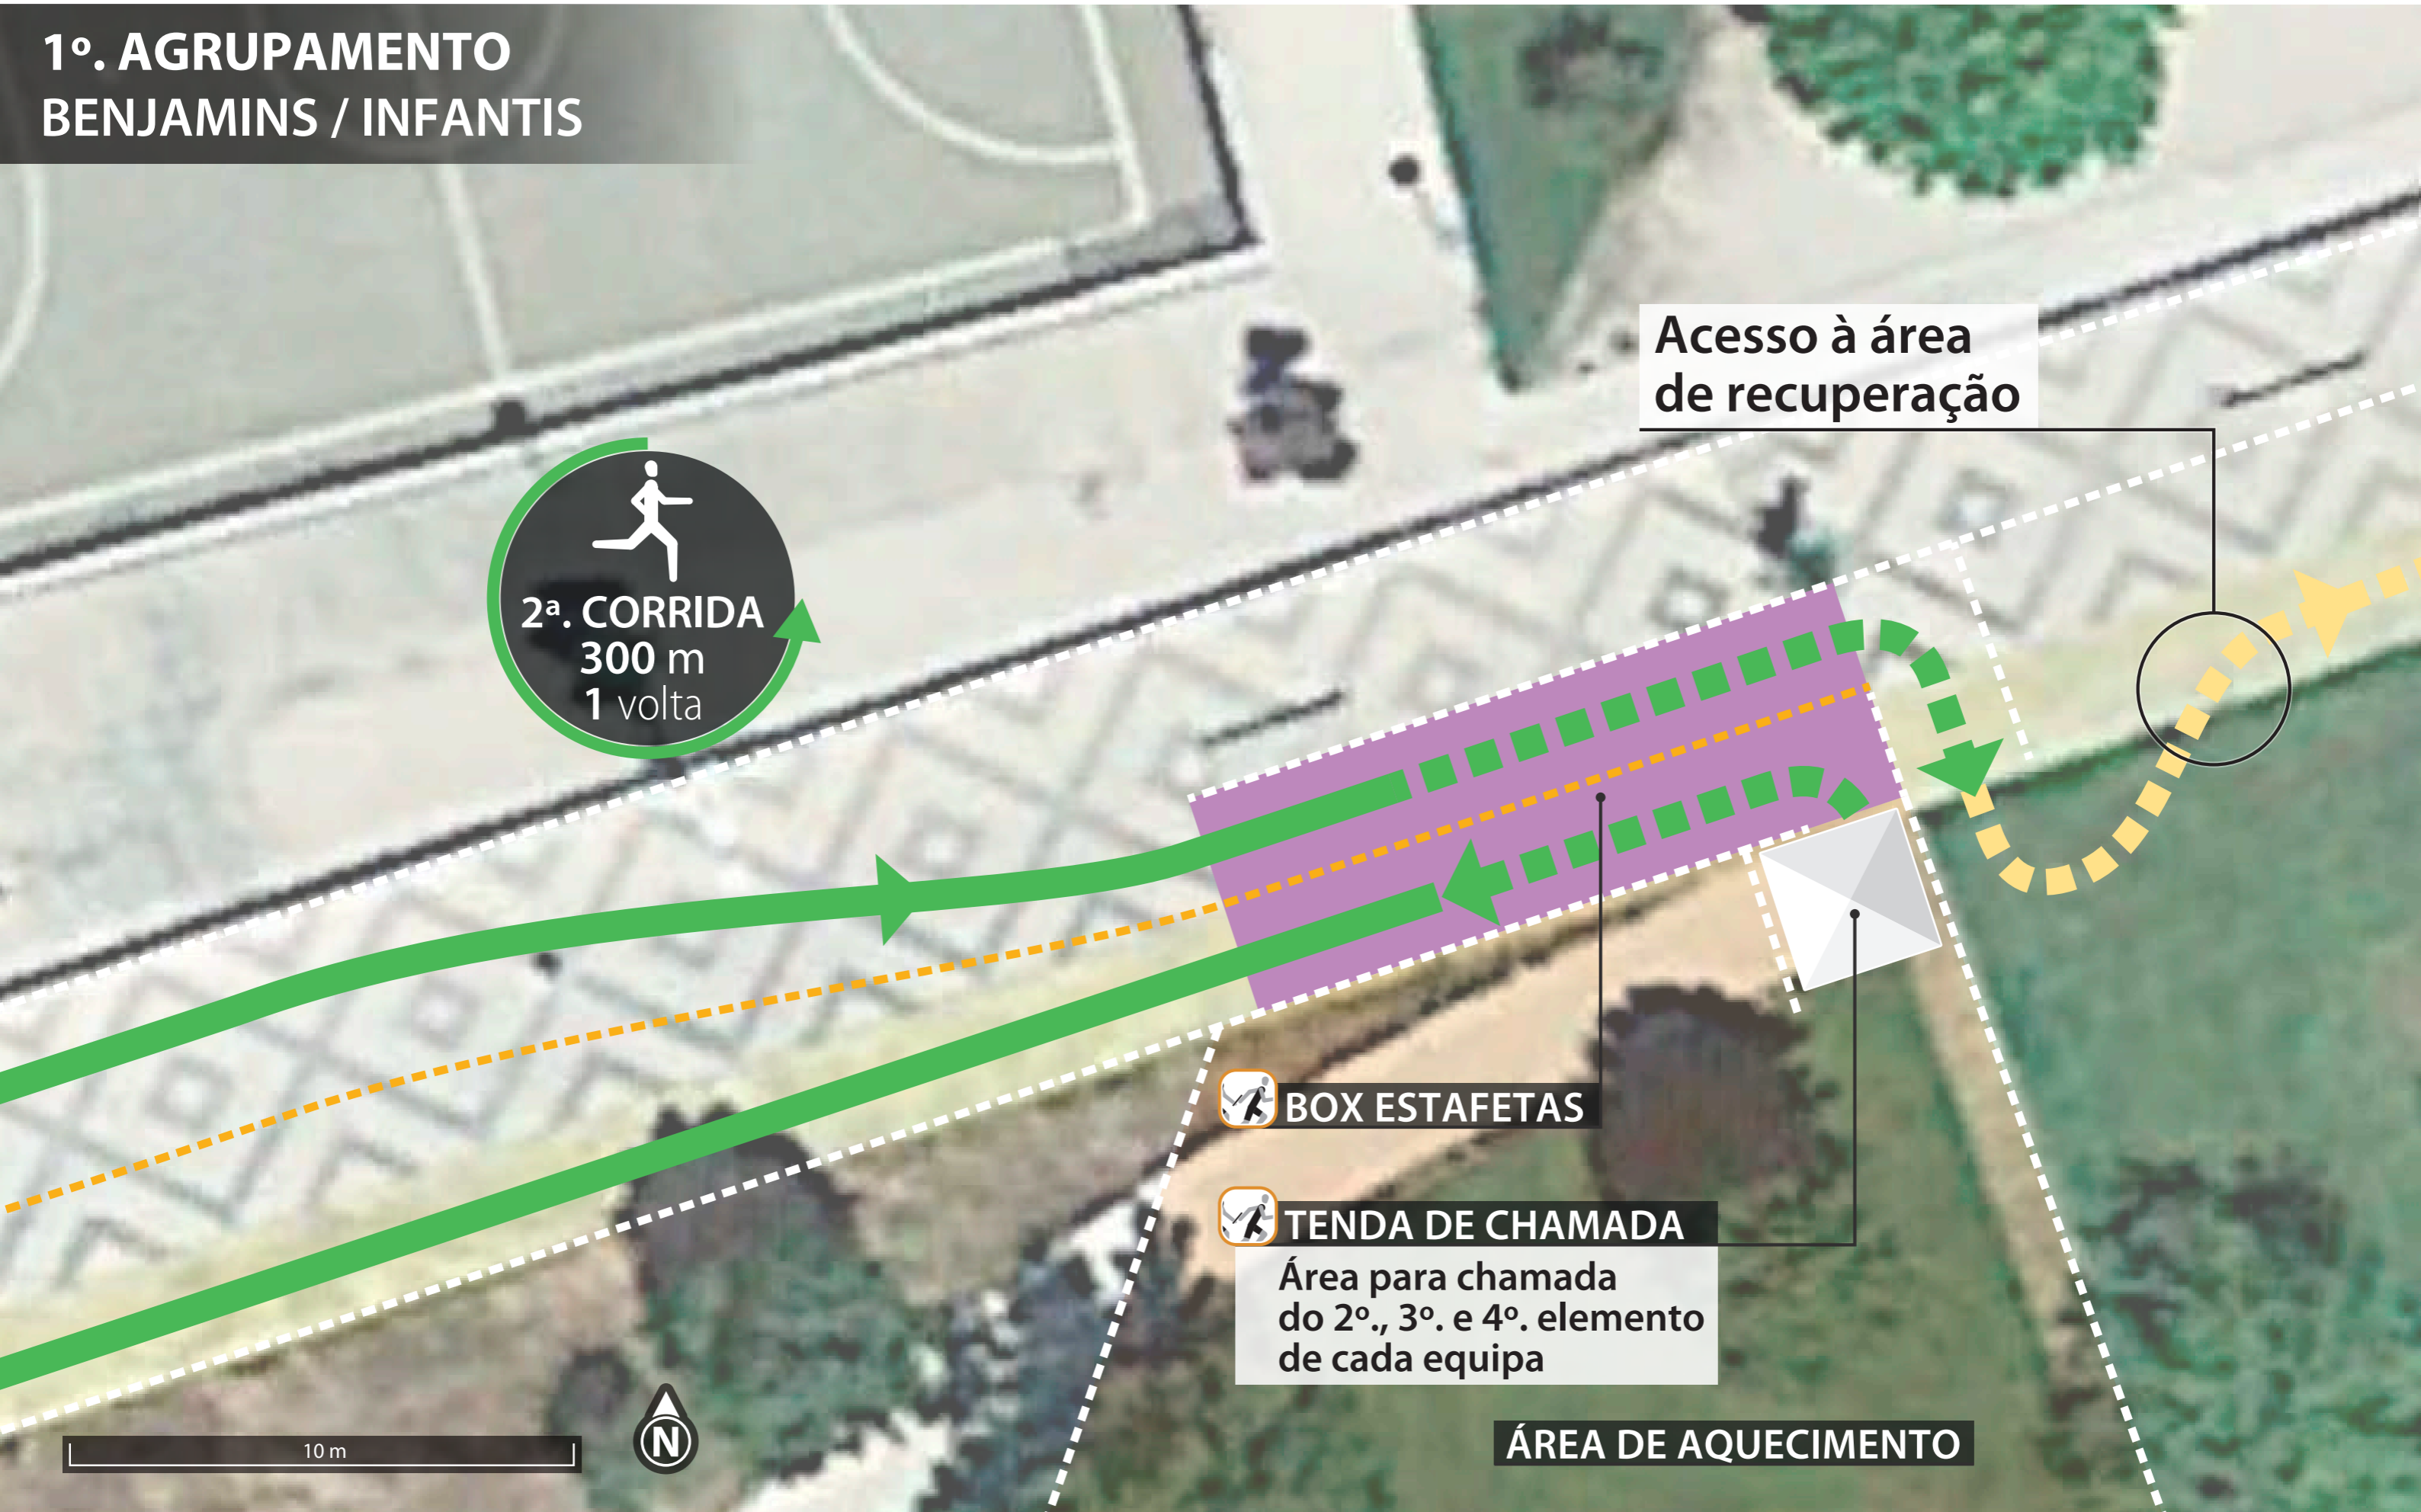 1º. AGRUPAMENTO
BENJAMINS / INFANTIS
Acesso à área
de recuperação
2ª. CORRIDA
300 m
1 volta
BOX ESTAFETAS
TENDA DE CHAMADA
Área para chamada
do 2º., 3º. e 4º. elemento
de cada equipa
ÁREA DE AQUECIMENTO
10 m
N